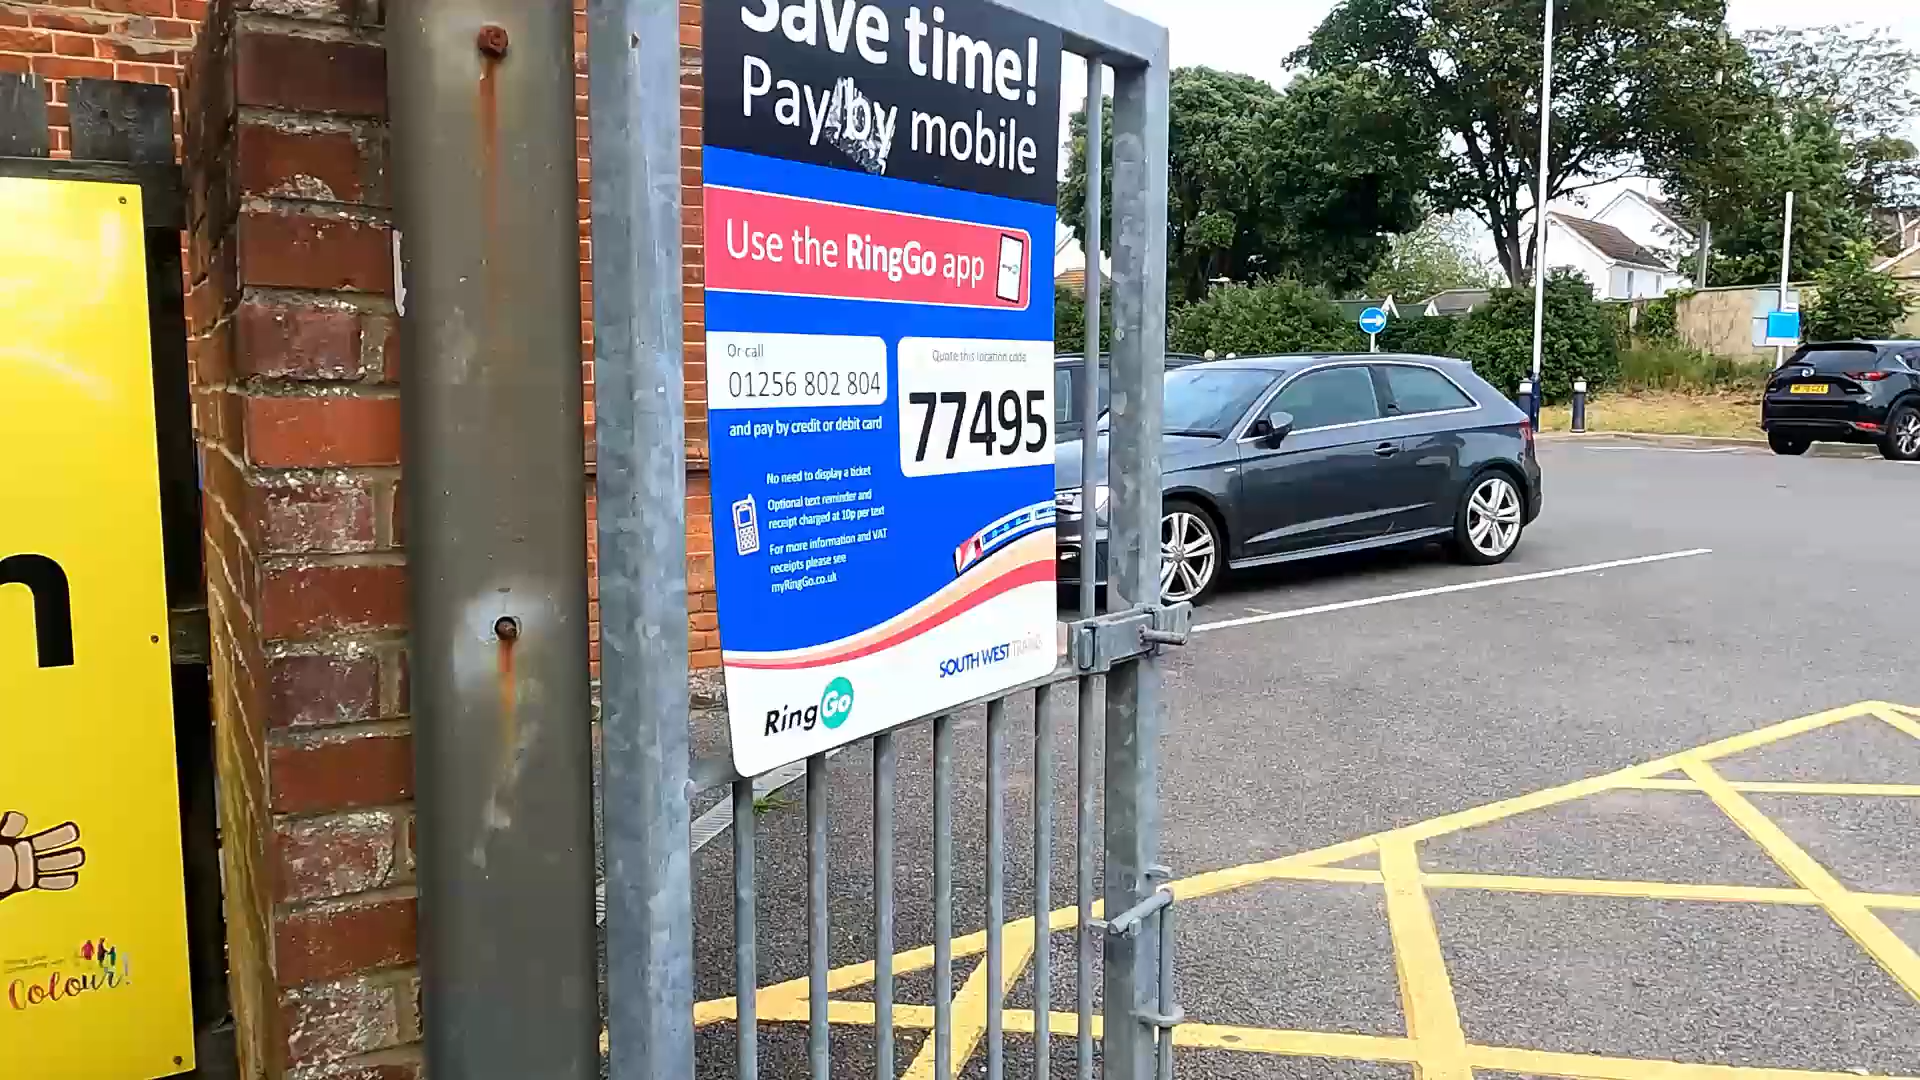 Save time!
Pay by mobile
Use the RingGo app
Or call
01256 802 804
and pay by credit or debit card
Quote this location code
77495
No need to display a ticket
Optional text reminder and
receipt charged at 10p per text
For more information and VAT
receipts please see
myRingGo.co.uk
SOUTH WEST TRAINS
RingGo
n
Colour!